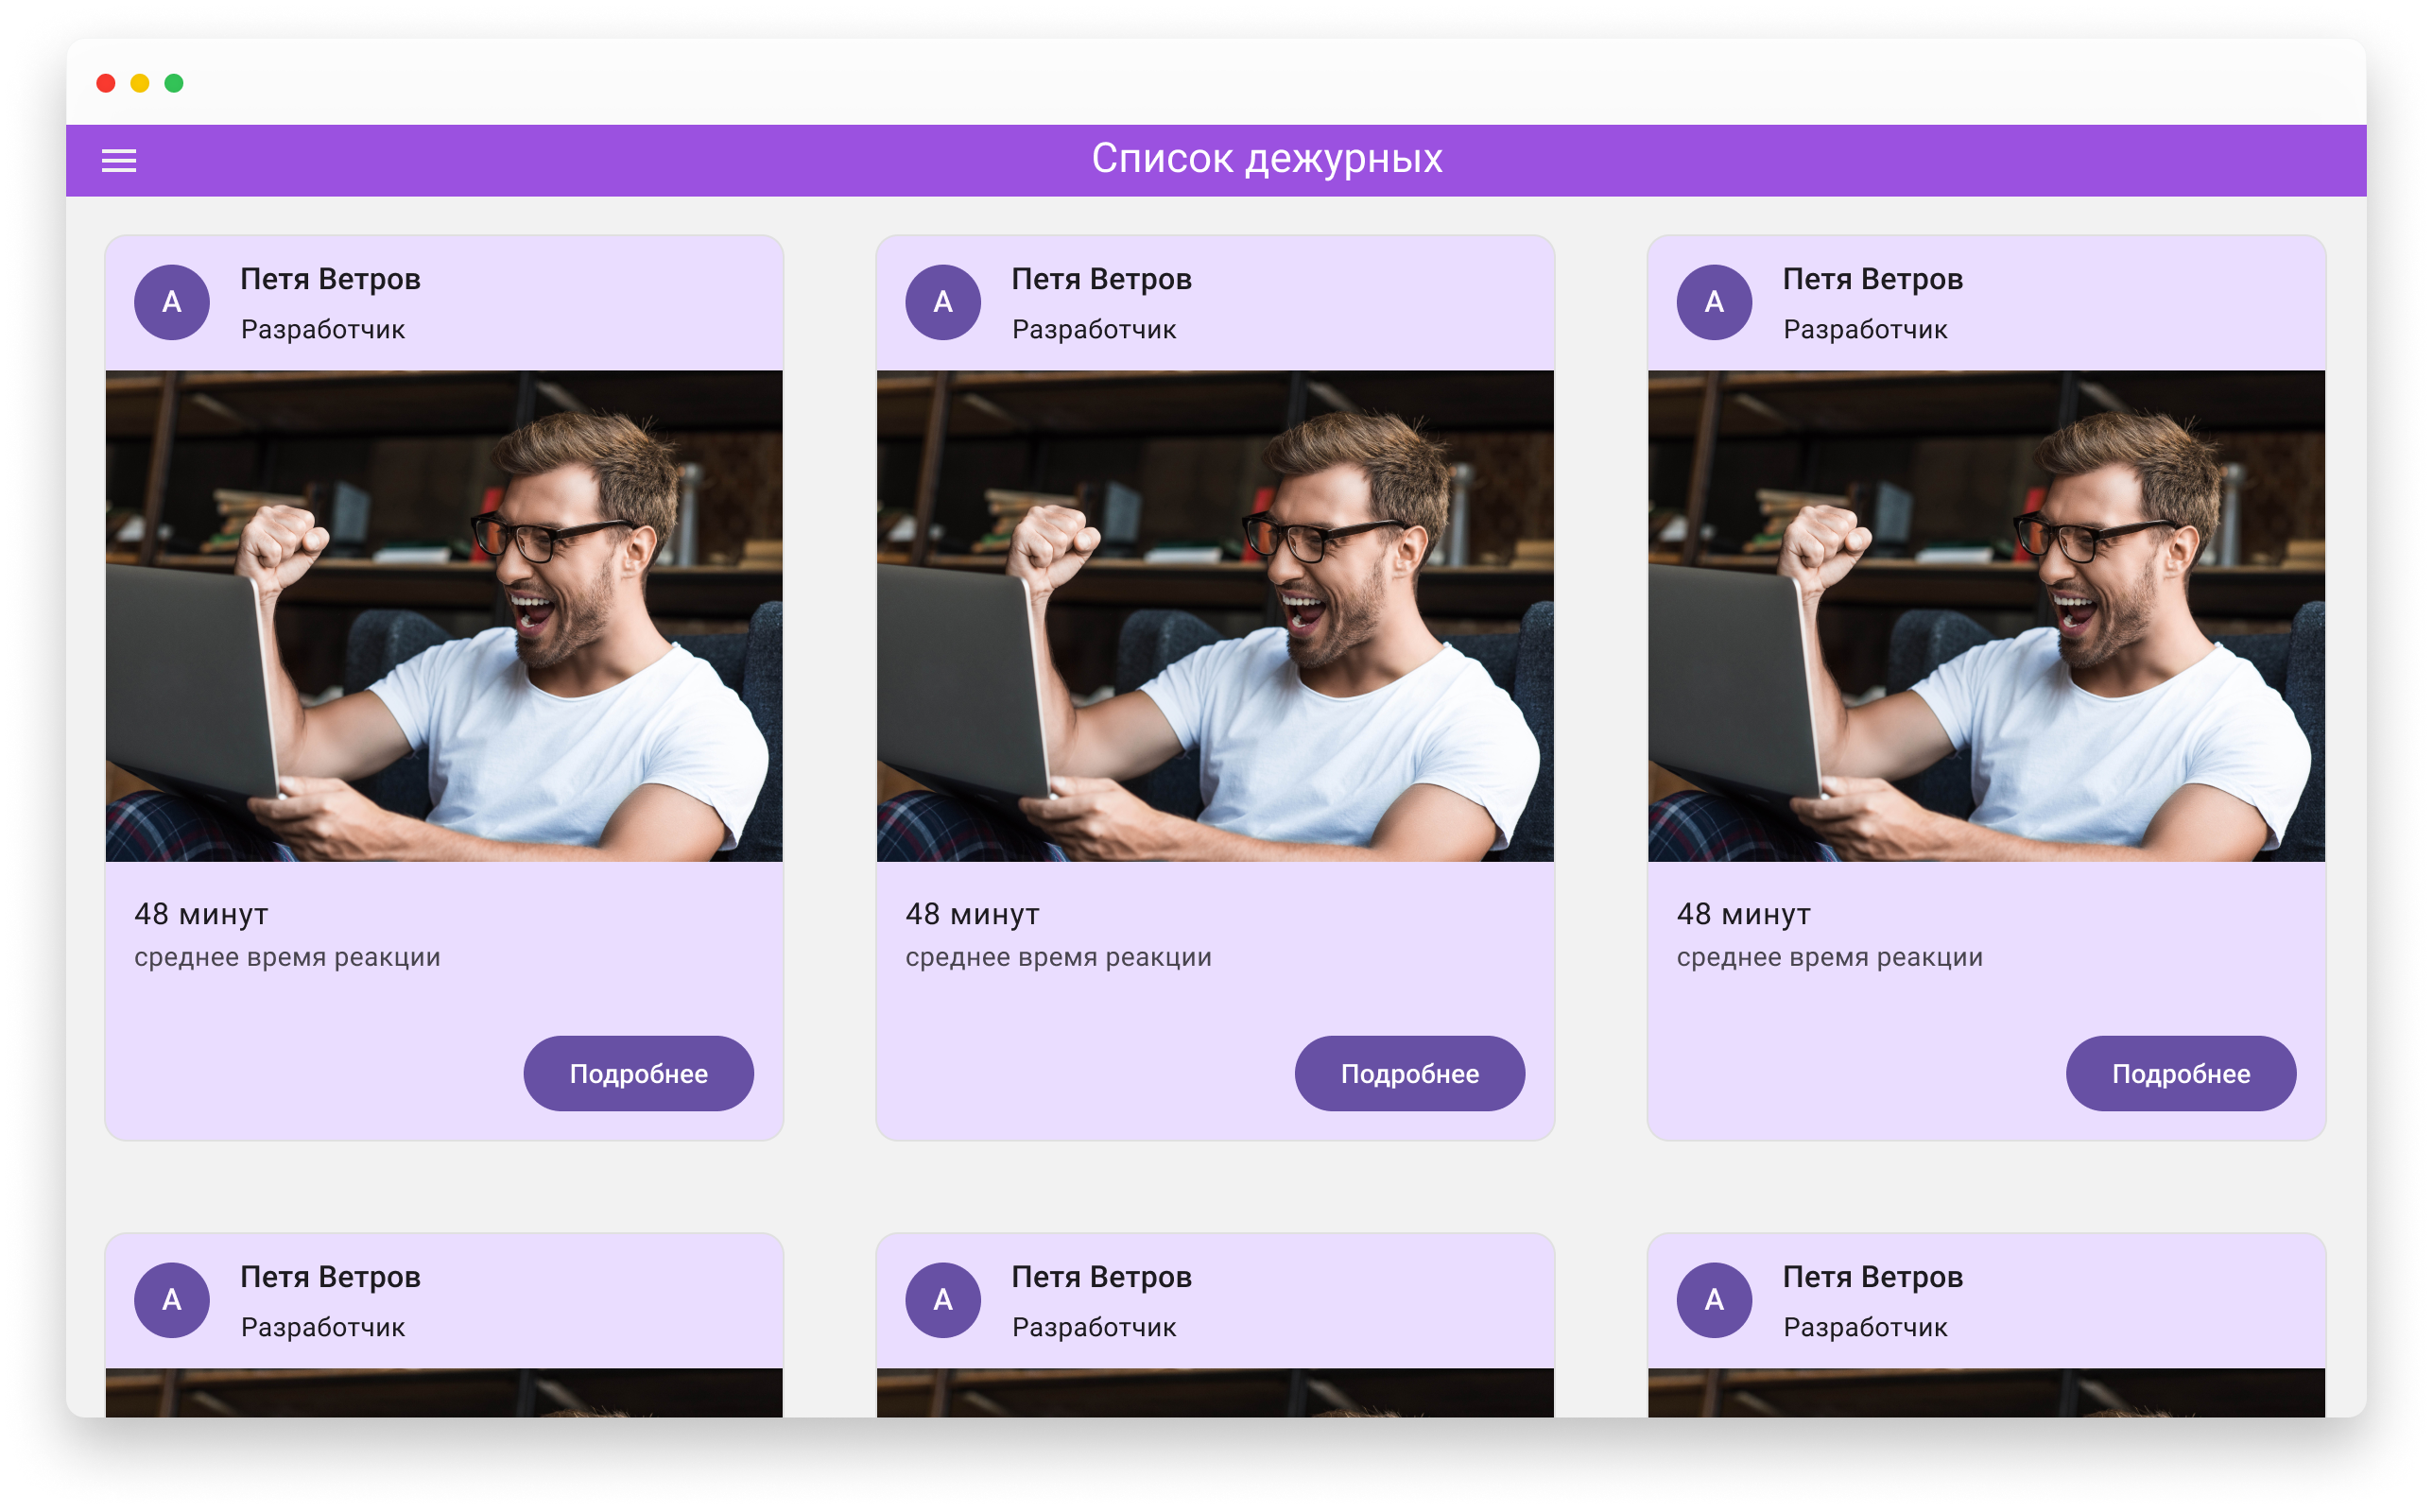 Список дежурных
А
Петя Ветров
Разработчик
48 минут
среднее время реакции
Подробнее
А
Петя Ветров
Разработчик
48 минут
среднее время реакции
Подробнее
А
Петя Ветров
Разработчик
48 минут
среднее время реакции
Подробнее
А
Петя Ветров
Разработчик
А
Петя Ветров
Разработчик
А
Петя Ветров
Разработчик